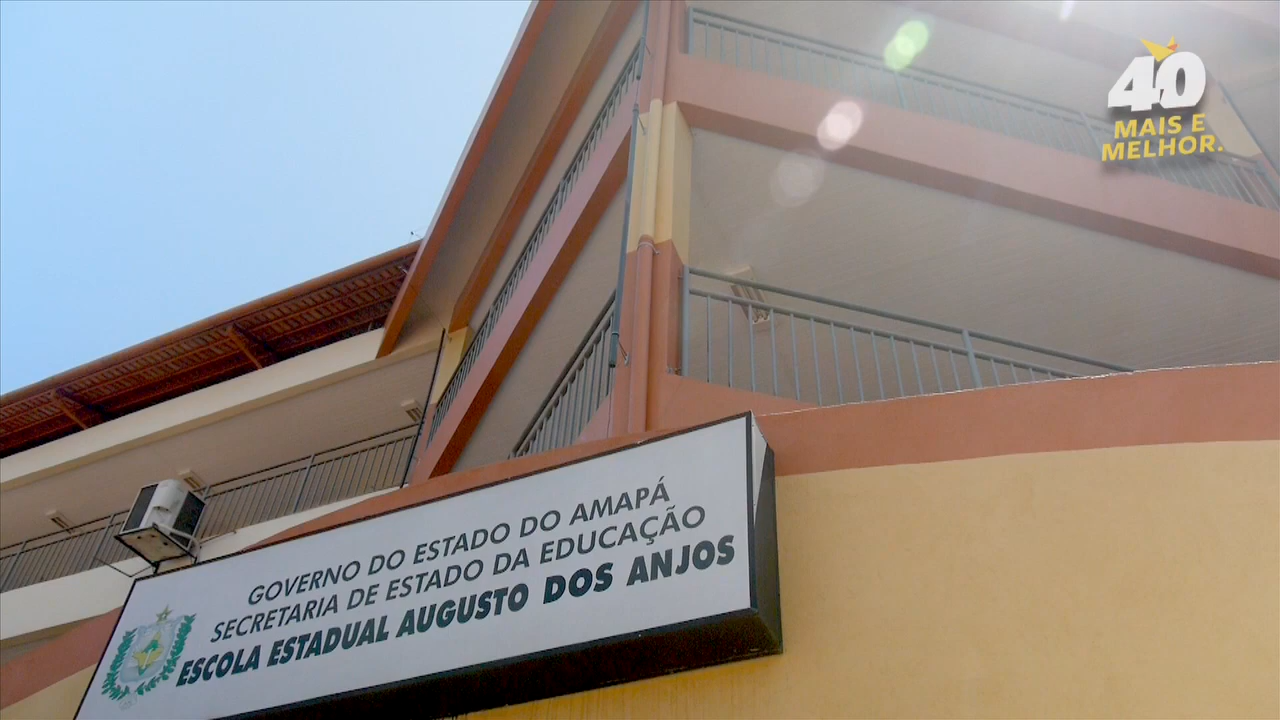 40
MAIS E
MELHOR.
GOVERNO DO ESTADO DO AMAPÁ
SECRETARIA DE ESTADO DA EDUCAÇÃO
ESCOLA ESTADUAL AUGUSTO DOS ANJOS